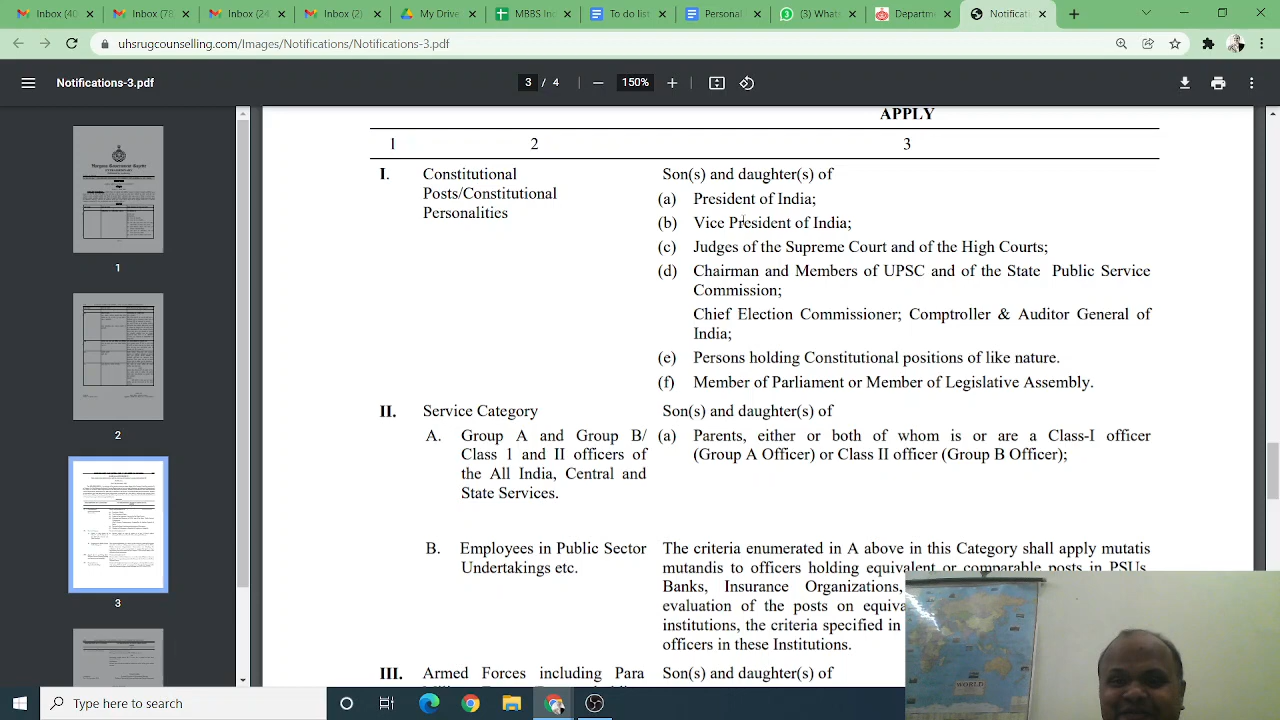 Inbox (40
Inbox (78,
Inbox (24
Inbox (2)
My Drive
MBBS In
To do list
Personal
(3) Whats
Departm
Notificati
uhsrugcounselling.com/Images/Notifications/Notifications-3.pdf
Notifications-3.pdf
3 / 4
150%
1
2
3
APPLY
1 2 3
I. Constitutional Posts/Constitutional Personalities
Son(s) and daughter(s) of
(a) President of India;
(b) Vice President of India;
(c) Judges of the Supreme Court and of the High Courts;
(d) Chairman and Members of UPSC and of the State Public Service
Commission;
Chief Election Commissioner; Comptroller & Auditor General of
India;
(e) Persons holding Constitutional positions of like nature.
(f) Member of Parliament or Member of Legislative Assembly.
II. Service Category
Son(s) and daughter(s) of
A. Group A and Group B/
Class 1 and II officers of
the All India, Central and
State Services.
(a) Parents, either or both of whom is or are a Class-I officer
(Group A Officer) or Class II officer (Group B Officer);
B. Employees in Public Sector
Undertakings etc.
The criteria enumerated in A above in this Category shall apply mutatis
mutandis to officers holding equivalent or comparable posts in PSUs,
Banks, Insurance Organizations,
evaluation of the posts on equiva
institutions, the criteria specified in
officers in these Institutions.
III. Armed Forces including Para
Son(s) and daughter(s) of
WORLD
Type here to search